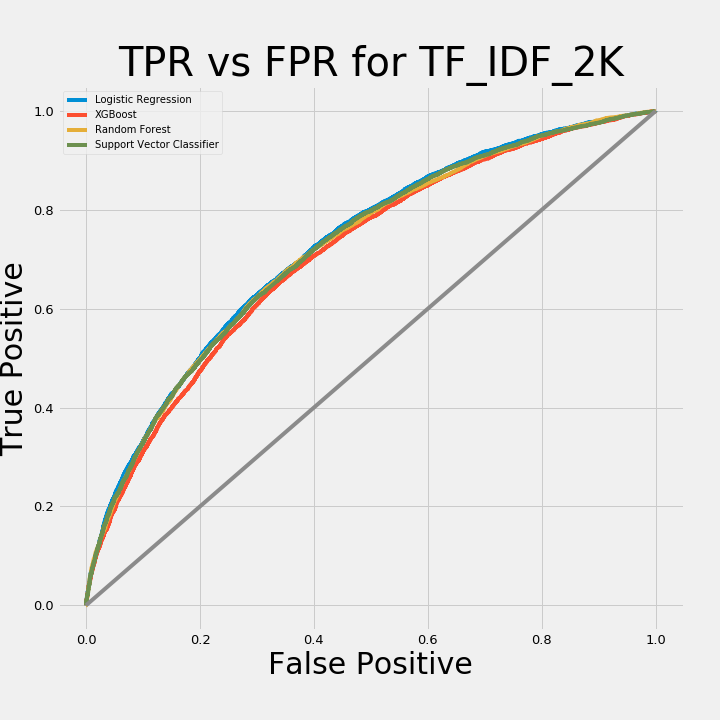 TPR vs FPR for TF_IDF_2K
Logistic Regression
XGBoost
Random Forest
Support Vector Classifier
1.0
0.8
0.6
0.4
0.2
0.0
True Positive
0.0 0.2 0.4 0.6 0.8 1.0
False Positive